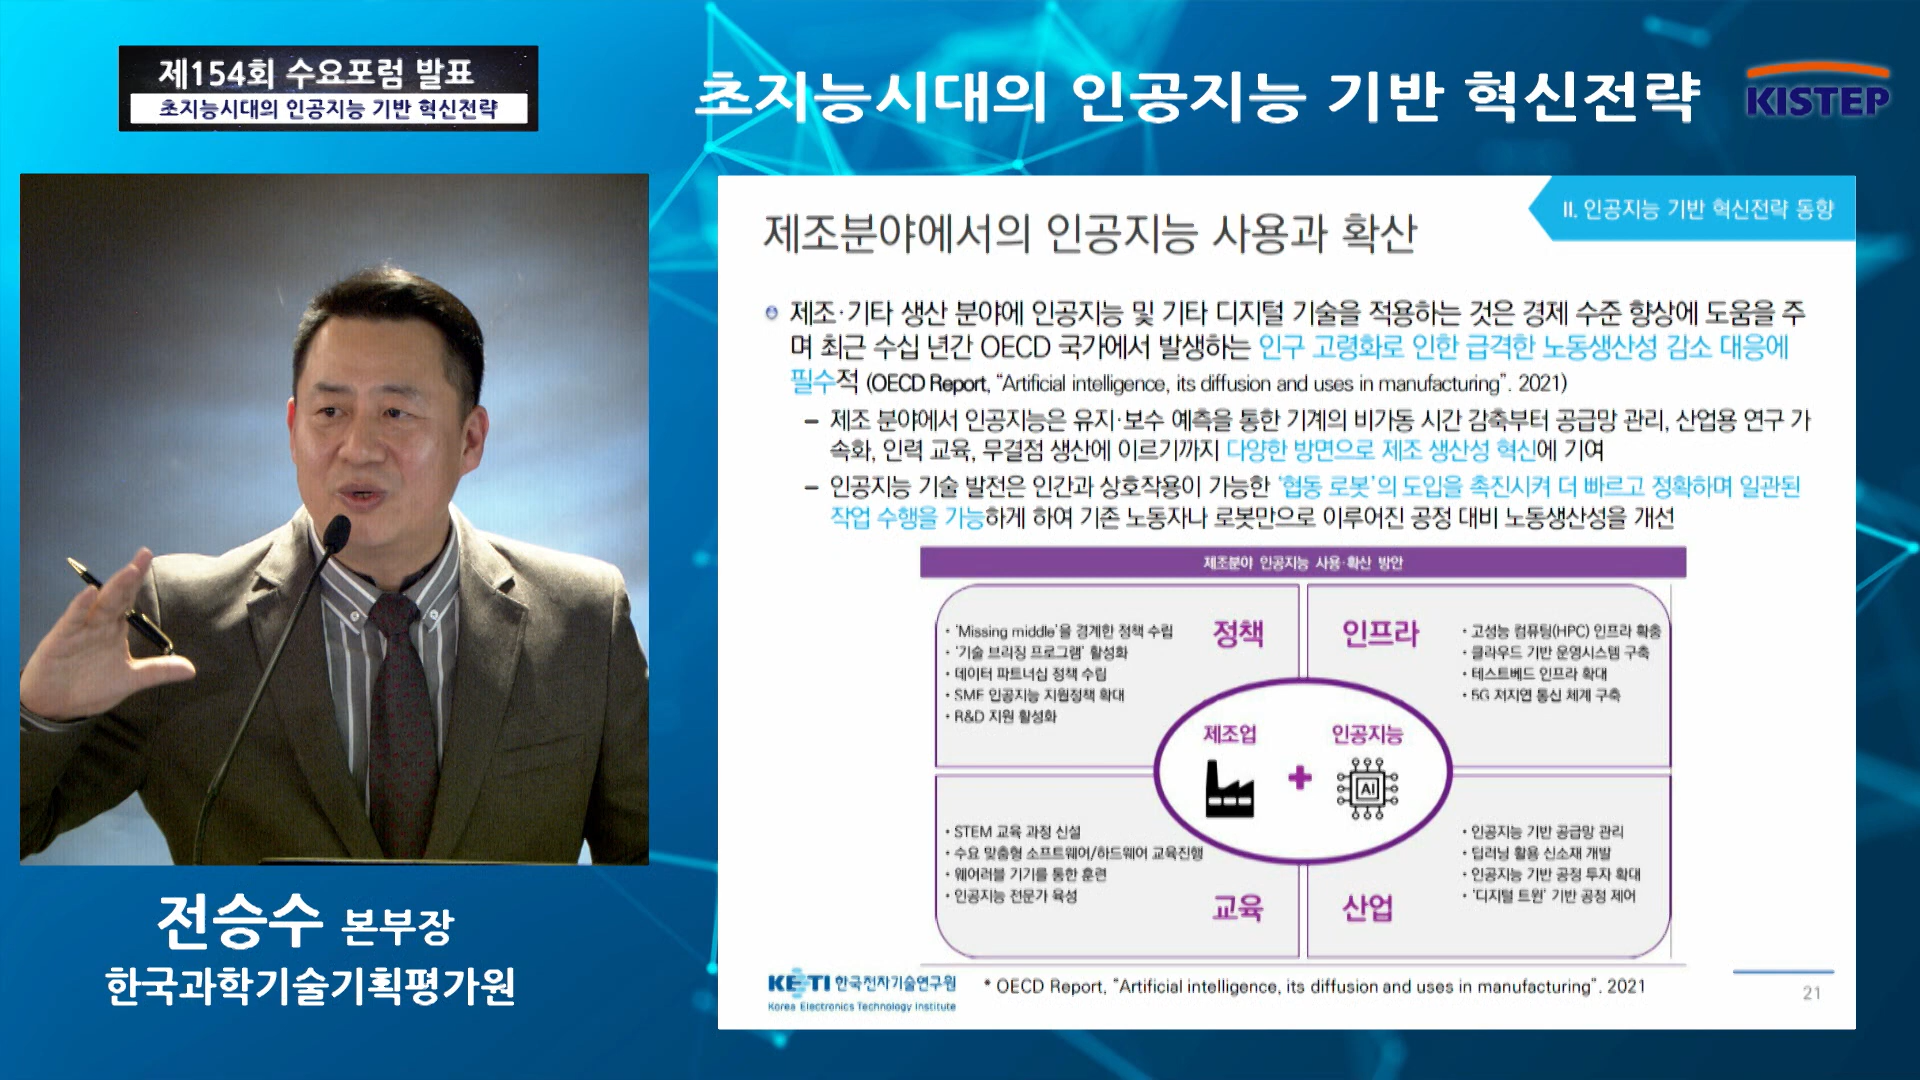 제154회 수요포럼 발표
초지능시대의 인공지능 기반 혁신전략
초지능시대의 인공지능 기반 혁신전략
KISTEP
II. 인공지능 기반 혁신전략 동향
제조분야에서의 인공지능 사용과 확산
제조·기타 생산 분야에 인공지능 및 기타 디지털 기술을 적용하는 것은 경제 수준 향상에 도움을 주
며 최근 수십 년간 OECD 국가에서 발생하는 인구 고령화로 인한 급격한 노동생산성 감소 대응에
필수적 (OECD Report, “Artificial intelligence, its diffusion and uses in manufacturing”. 2021)
– 제조 분야에서 인공지능은 유지·보수 예측을 통한 기계의 비가동 시간 감축부터 공급망 관리, 산업용 연구 가
속화, 인력 교육, 무결점 생산에 이르기까지 다양한 방면으로 제조 생산성 혁신에 기여
– 인공지능 기술 발전은 인간과 상호작용이 가능한 ‘협동 로봇’의 도입을 촉진시켜 더 빠르고 정확하며 일관된
작업 수행을 가능하게 하여 기존 노동자나 로봇만으로 이루어진 공정 대비 노동생산성을 개선
제조분야 인공지능 사용·확산 방안
정책
• ‘Missing middle’을 경계한 정책 수립
• ‘기술 브리징 프로그램’ 활성화
• 데이터 파트너십 정책 수립
• SME 인공지능 지원정책 확대
• R&D 지원 활성화
인프라
• 고성능 컴퓨팅(HPC) 인프라 확충
• 클라우드 기반 운영시스템 구축
• 테스트베드 인프라 확대
• 5G 저지연 통신 체계 구축
제조업 + 인공지능
AI
• STEM 교육 과정 신설
• 수요 맞춤형 소프트웨어/하드웨어 교육진행
• 웨어러블 기기를 통한 훈련
• 인공지능 전문가 육성
교육
• 인공지능 기반 공급망 관리
• 딥러닝 활용 신소재 개발
• 인공지능 기반 공정 투자 확대
• ‘디지털 트윈’ 기반 공정 제어
산업
KETI 한국전자기술연구원
Korea Electronics Technology Institute
* OECD Report, “Artificial intelligence, its diffusion and uses in manufacturing”. 2021
21
전승수 본부장
한국과학기술기획평가원